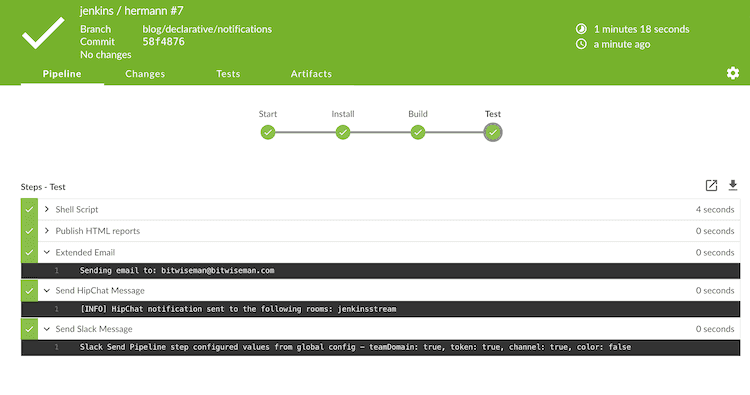 jenkins / hermann #7
Branch blog/declarative/notifications
Commit 58f4876
No changes
1 minutes 18 seconds
a minute ago
Pipeline Changes Tests Artifacts
Start Install Build Test
Steps - Test
Shell Script 4 seconds
Publish HTML reports 0 seconds
Extended Email 0 seconds
1 Sending email to: bitwiseman@bitwiseman.com
Send HipChat Message 0 seconds
1 [INFO] HipChat notification sent to the following rooms: jenkinsstream
Send Slack Message 0 seconds
1 Slack Send Pipeline step configured values from global config - teamDomain: true, token: true, channel: true, color: false